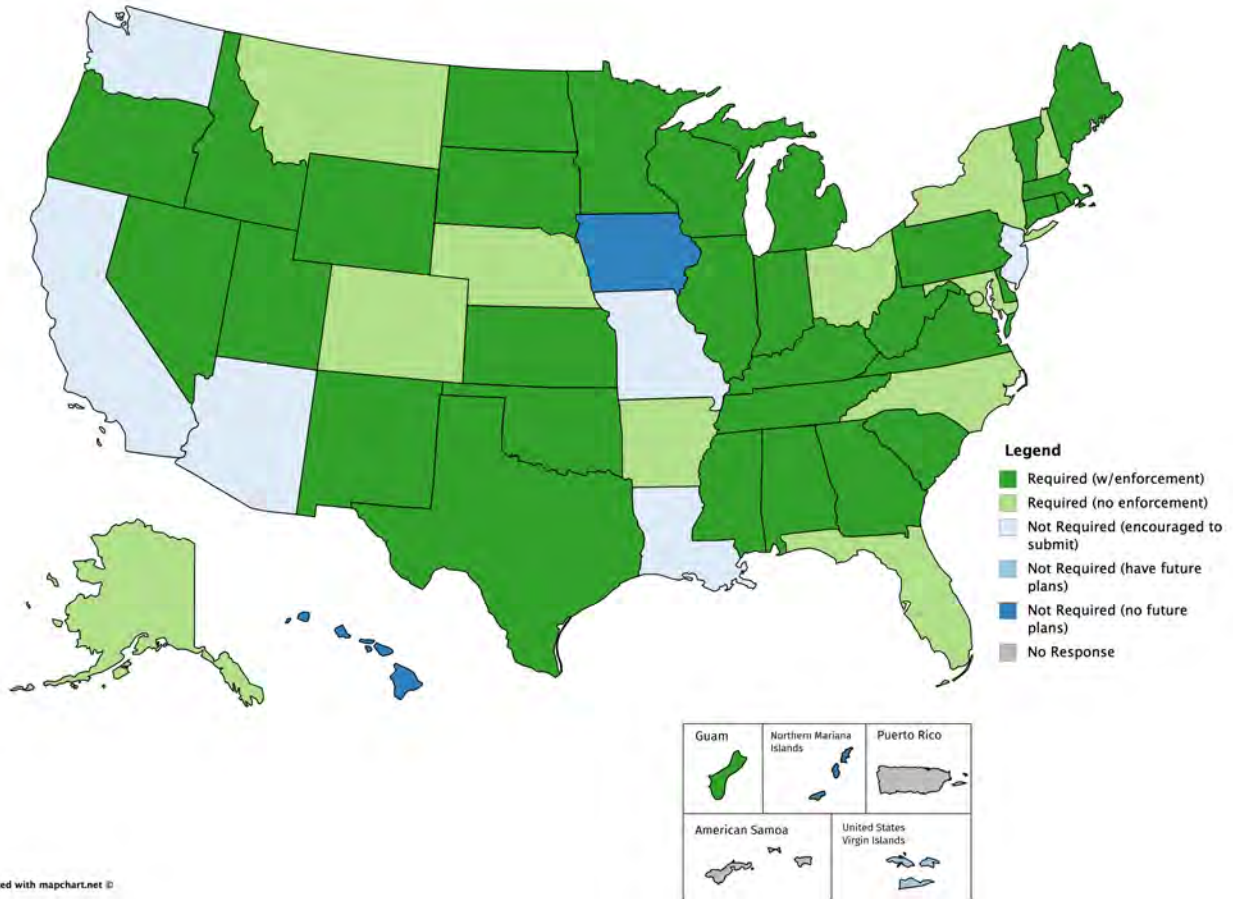 Legend
Required (w/enforcement)
Required (no enforcement)
Not Required (encouraged to
submit)
Not Required (have future
plans)
Not Required (no future
plans)
No Response
Guam
Northern Mariana
Islands
Puerto Rico
American Samoa
United States
Virgin Islands
ed with mapchart.net ©